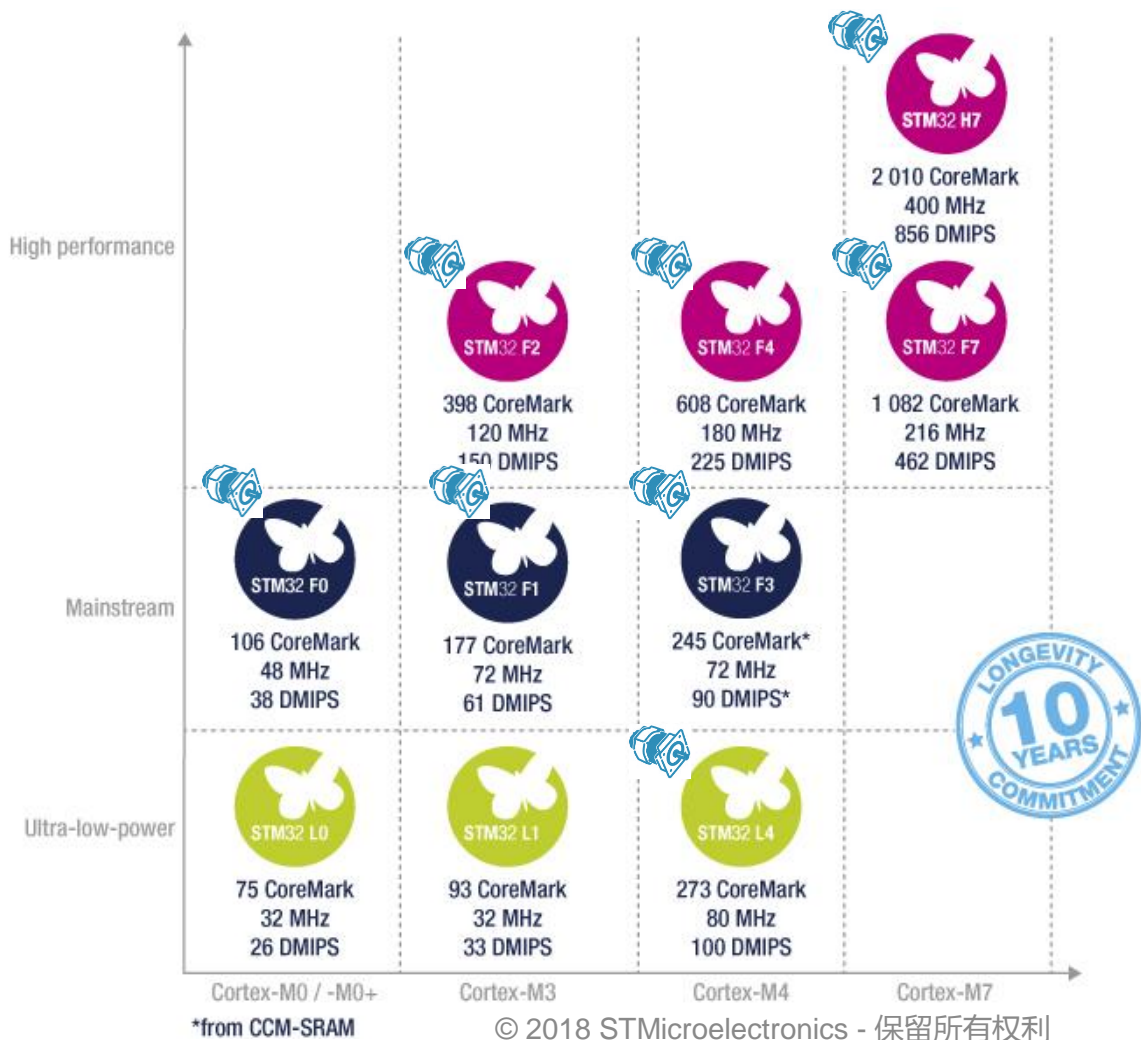 STM32 H7
2 010 CoreMark
400 MHz
856 DMIPS
High performance
STM32 F2
398 CoreMark
120 MHz
150 DMIPS
STM32 F4
608 CoreMark
180 MHz
225 DMIPS
STM32 F7
1 082 CoreMark
216 MHz
462 DMIPS
Mainstream
STM32 F0
106 CoreMark
48 MHz
38 DMIPS
STM32 F1
177 CoreMark
72 MHz
61 DMIPS
STM32 F3
245 CoreMark*
72 MHz
90 DMIPS*
LONGEVITY
10
YEARS
COMMITMENT
Ultra-low-power
STM32 L0
75 CoreMark
32 MHz
26 DMIPS
STM32 L1
93 CoreMark
32 MHz
33 DMIPS
STM32 L4
273 CoreMark
80 MHz
100 DMIPS
Cortex-M0 / -M0+
Cortex-M3
Cortex-M4
Cortex-M7
*from CCM-SRAM
© 2018 STMicroelectronics - 保留所有权利